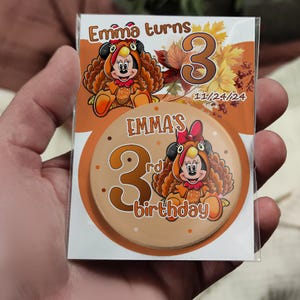 Emma turns
3
11/24/24
EMMA'S
3rd
birthday